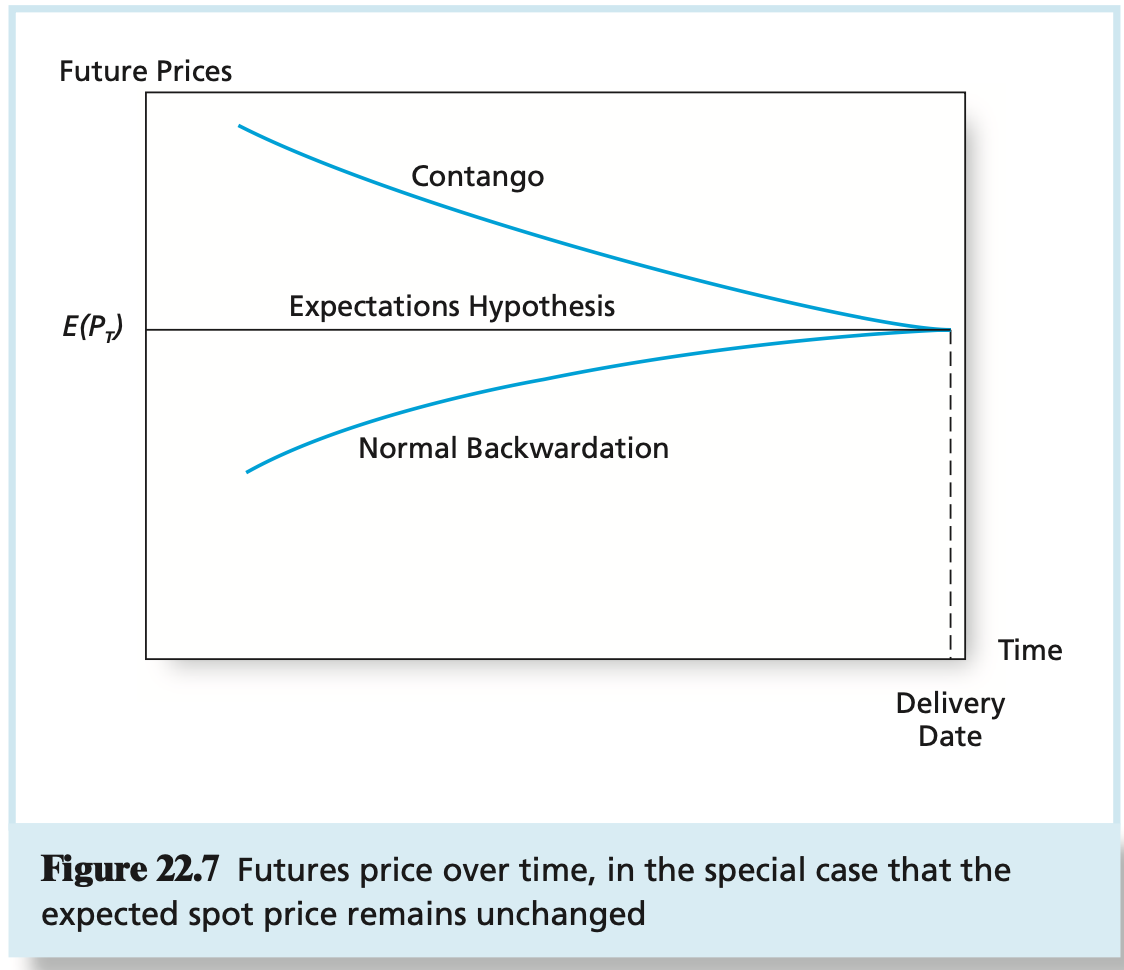 Future Prices
Contango
Expectations Hypothesis
E(P_T)
Normal Backwardation
Time
Delivery
Date
Figure 22.7 Futures price over time, in the special case that the
expected spot price remains unchanged